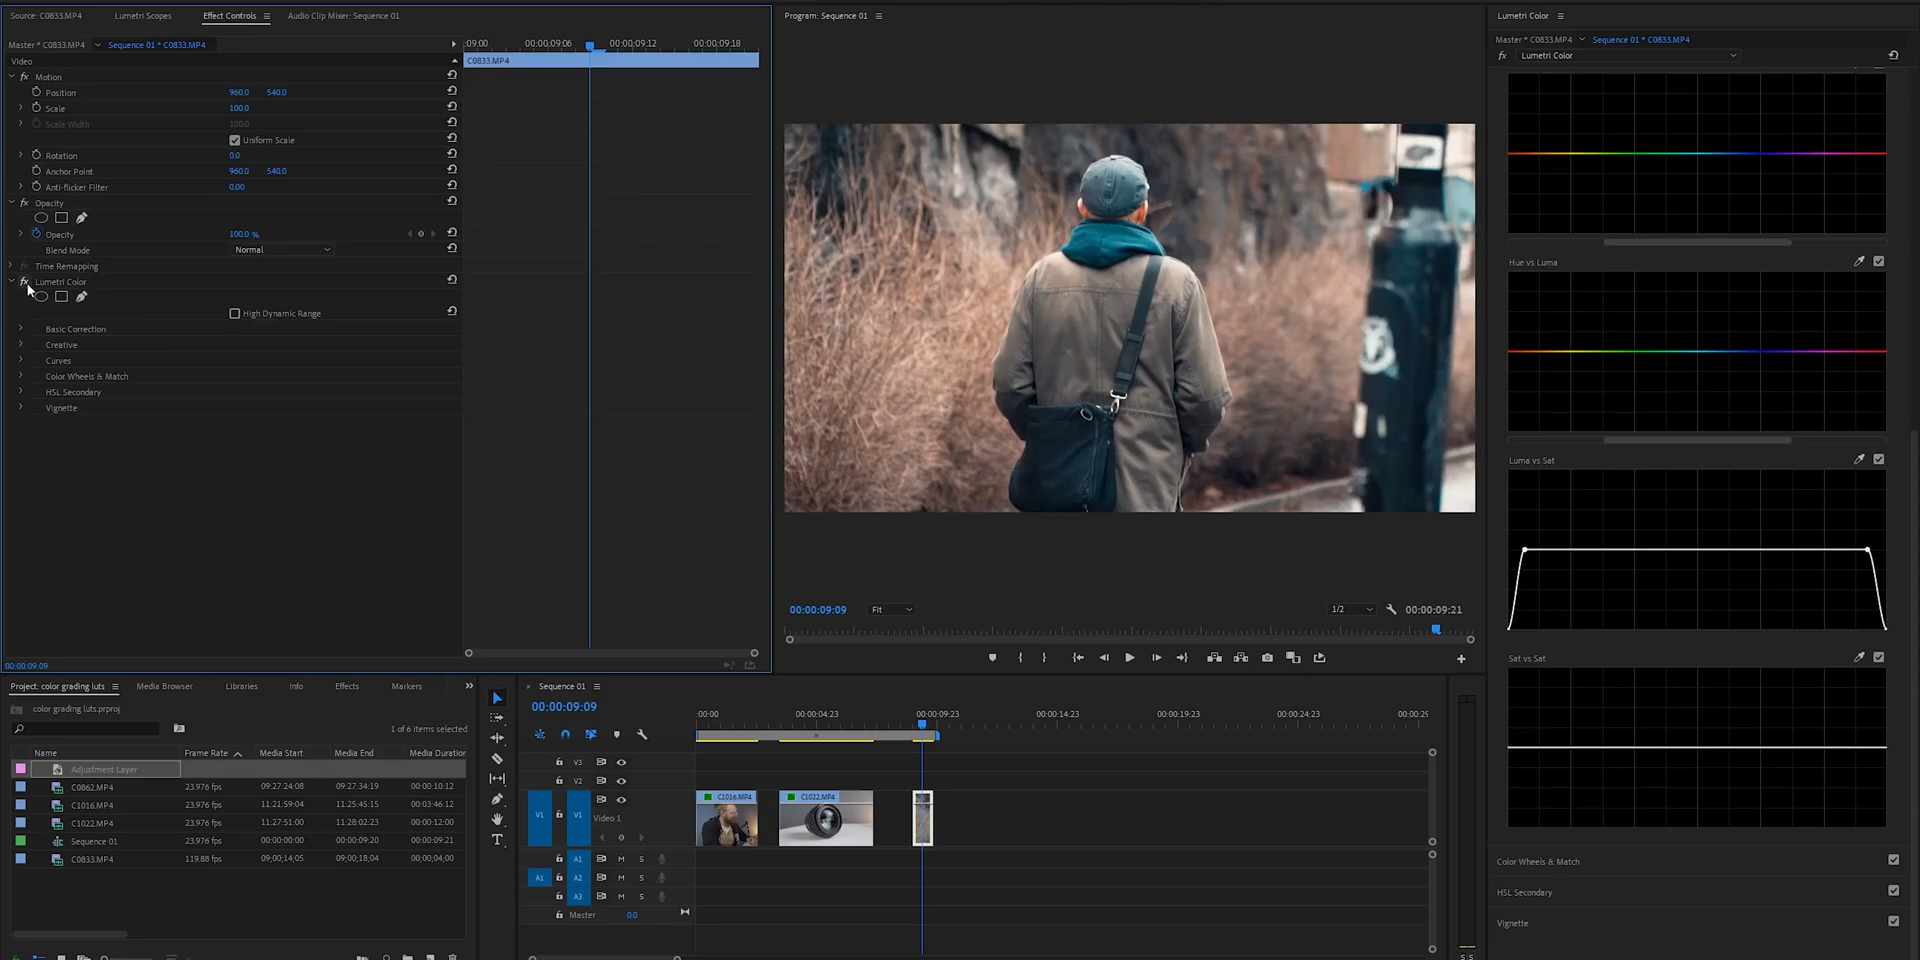 Source: C0833.MP4
Lumetri Scopes
Effect Controls
Audio Clip Mixer: Sequence 01
Master * C0833.MP4
Sequence 01 * C0833.MP4
:09:00
00:00:09:06
00:00:09:12
00:00:09:18
Video
C0833.MP4
fx Motion
Position 960.0 540.0
Scale 100.0
Scale Width 100.0
Uniform Scale
Rotation 0.0
Anchor Point 960.0 540.0
Anti-flicker Filter 0.00
fx Opacity
Opacity 100.0 %
Blend Mode Normal
fx Time Remapping
fx Lumetri Color
High Dynamic Range
Basic Correction
Creative
Curves
Color Wheels & Match
HSL Secondary
Vignette
00:00:09:09
Program: Sequence 01
00:00:09:09
Fit
1/2
00:00:09:21
Lumetri Color
Master * C0833.MP4
Sequence 01 * C0833.MP4
fx Lumetri Color
Hue vs Luma
Luma vs Sat
Sat vs Sat
Color Wheels & Match
HSL Secondary
Vignette
Project: color grading luts
Media Browser
Libraries
Info
Effects
Markers
color grading luts.prproj
1 of 6 items selected
Name Frame Rate Media Start Media End Media Duration
Adjustment Layer
C0862.MP4 23.976 fps 09:27:24:08 09:27:34:19 00:00:10:12
C1016.MP4 23.976 fps 11:21:59:04 11:25:45:15 00:03:46:12
C1022.MP4 23.976 fps 11:27:51:00 11:28:02:23 00:00:12:00
Sequence 01 23.976 fps 00:00:00:00 00:00:09:20 00:00:09:21
C0833.MP4 119.88 fps 09;00;14;05 09;00;18;04 00;00;04;00
Sequence 01
00:00:09:09
:00:00
00:00:04:23
00:00:09:23
00:00:14:23
00:00:19:23
00:00:24:23
00:00:29
V3
V2
V1 V1
Video 1
C1016.MP4
C1022.MP4
A1 M S
A1 A2 M S
A3 M S
Master 0.0
S S